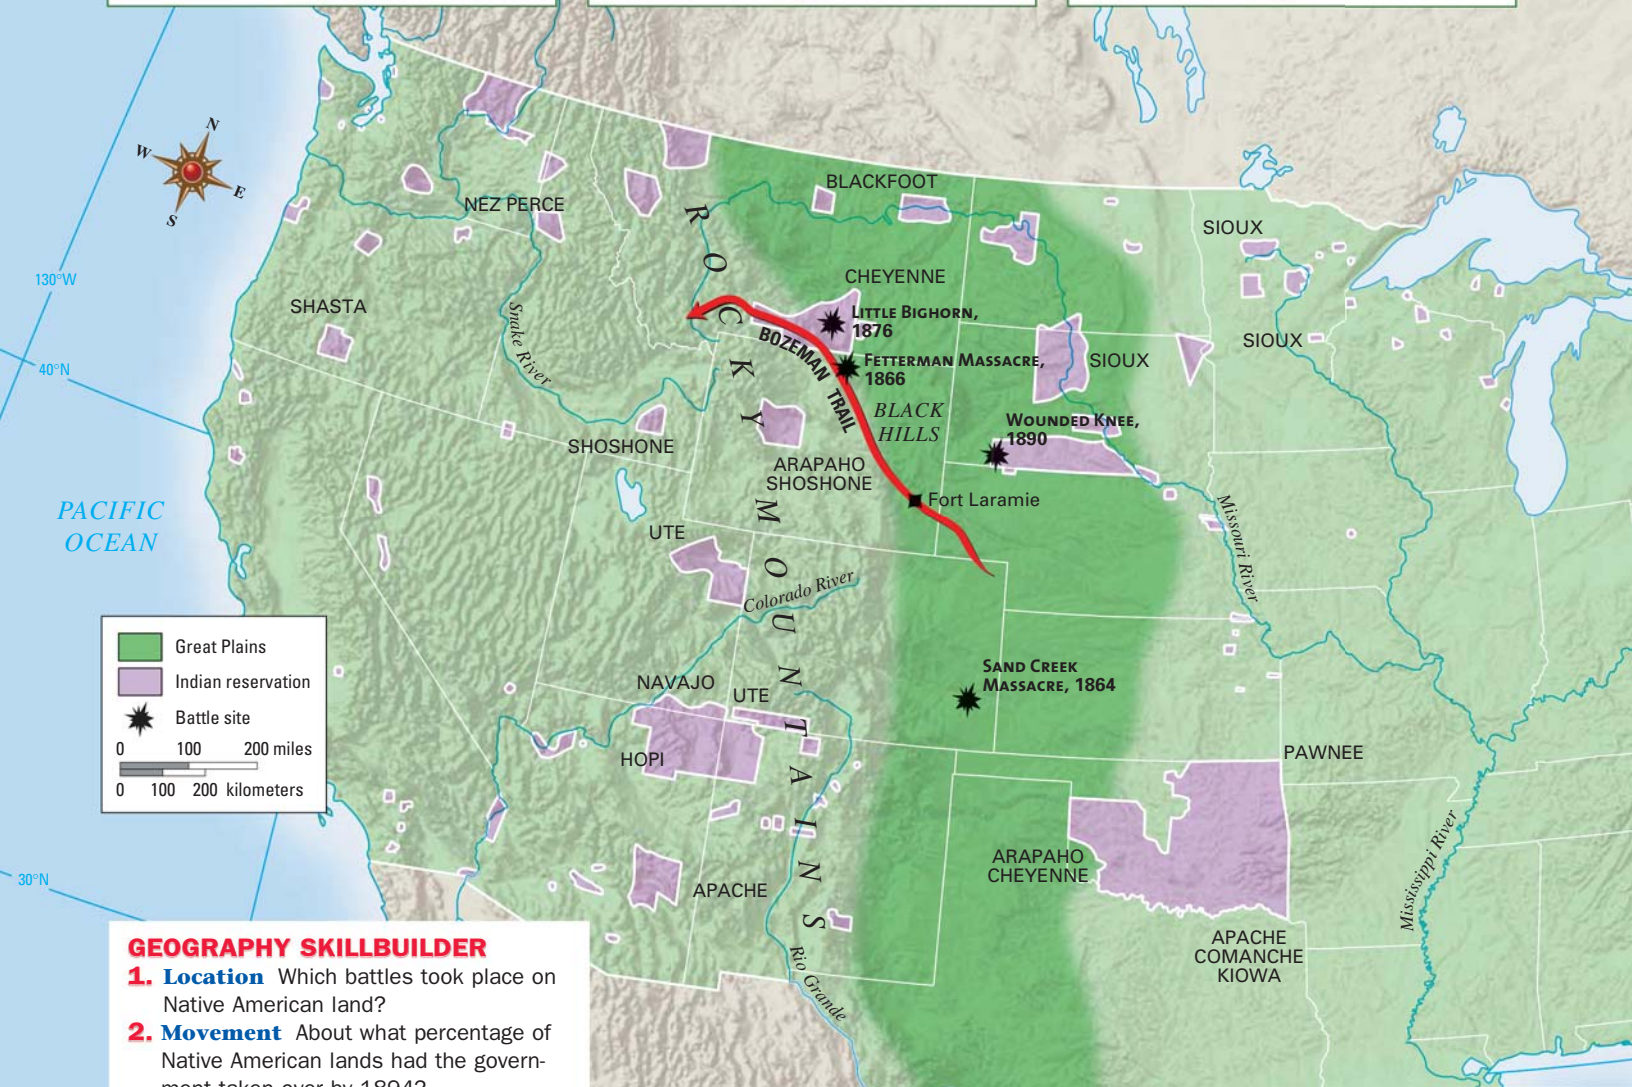 N
W
E
S
130°W
40°N
30°N
PACIFIC
OCEAN
NEZ PERCE
SHASTA
Snake River
SHOSHONE
BLACKFOOT
CHEYENNE
LITTLE BIGHORN,
1876
FETTERMAN MASSACRE,
1866
BOZEMAN TRAIL
BLACK
HILLS
SIOUX
SIOUX
SIOUX
WOUNDED KNEE,
1890
ARAPAHO
SHOSHONE
Fort Laramie
ROCKY MOUNTAINS
UTE
Colorado River
Missouri River
SAND CREEK
MASSACRE, 1864
NAVAJO
UTE
HOPI
APACHE
Rio Grande
PAWNEE
ARAPAHO
CHEYENNE
APACHE
COMANCHE
KIOWA
Mississippi River
Great Plains
Indian reservation
Battle site
0 100 200 miles
0 100 200 kilometers
GEOGRAPHY SKILLBUILDER
1. Location Which battles took place on
Native American land?
2. Movement About what percentage of
Native American lands had the govern-
ment taken over by 1894?